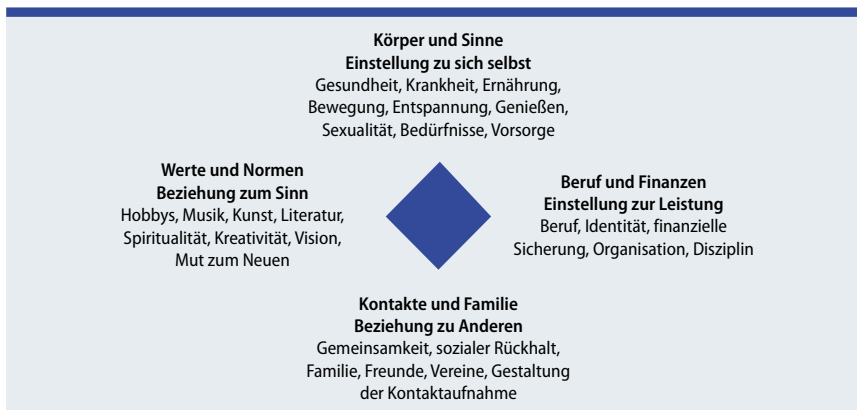 Körper und Sinne
Einstellung zu sich selbst
Gesundheit, Krankheit, Ernährung,
Bewegung, Entspannung, Genießen,
Sexualität, Bedürfnisse, Vorsorge
Werte und Normen
Beziehung zum Sinn
Hobbys, Musik, Kunst, Literatur,
Spiritualität, Kreativität, Vision,
Mut zum Neuen
Beruf und Finanzen
Einstellung zur Leistung
Beruf, Identität, finanzielle
Sicherung, Organisation, Disziplin
Kontakte und Familie
Beziehung zu Anderen
Gemeinsamkeit, sozialer Rückhalt,
Familie, Freunde, Vereine, Gestaltung
der Kontaktaufnahme